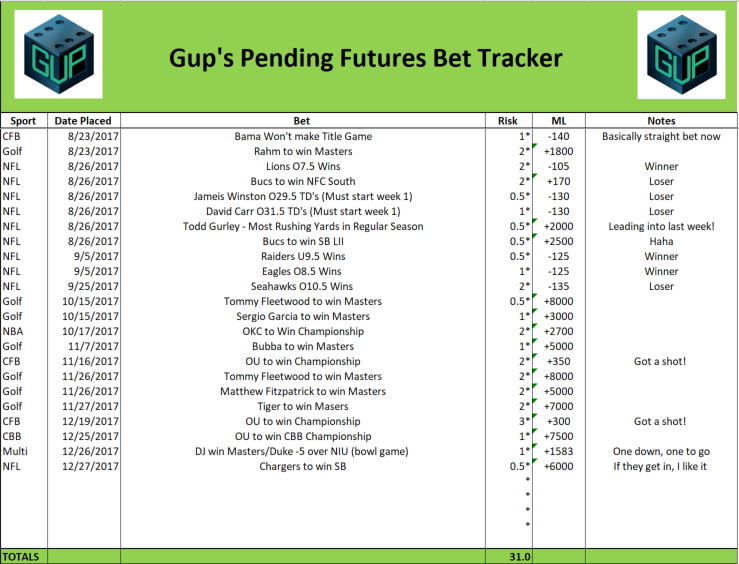 GUP
Gup's Pending Futures Bet Tracker
GUP
Sport Date Placed Bet Risk ML Notes
CFB 8/23/2017 Bama Won't make Title Game 1* -140 Basically straight bet now
Golf 8/23/2017 Rahm to win Masters 2* +1800
NFL 8/26/2017 Lions O7.5 Wins 2* -105 Winner
NFL 8/26/2017 Bucs to win NFC South 2* +170 Loser
NFL 8/26/2017 Jameis Winston O29.5 TD's (Must start week 1) 0.5* -130 Loser
NFL 8/26/2017 David Carr O31.5 TD's (Must start week 1) 1* -130 Loser
NFL 8/26/2017 Todd Gurley - Most Rushing Yards in Regular Season 0.5* +2000 Leading into last week!
NFL 8/26/2017 Bucs to win SB LII 0.5* +2500 Haha
NFL 9/5/2017 Raiders U9.5 Wins 0.5* -125 Winner
NFL 9/5/2017 Eagles O8.5 Wins 1* -125 Winner
NFL 9/25/2017 Seahawks O10.5 Wins 2* -135 Loser
Golf 10/15/2017 Tommy Fleetwood to win Masters 0.5* +8000
Golf 10/15/2017 Sergio Garcia to win Masters 1* +3000
NBA 10/17/2017 OKC to Win Championship 2* +2700
Golf 11/7/2017 Bubba to win Masters 1* +5000
CFB 11/16/2017 OU to win Championship 2* +350 Got a shot!
Golf 11/26/2017 Tommy Fleetwood to win Masters 2* +8000
Golf 11/26/2017 Matthew Fitzpatrick to win Masters 2* +5000
Golf 11/27/2017 Tiger to win Masers 2* +7000
CFB 12/19/2017 OU to win Championship 3* +300 Got a shot!
CBB 12/25/2017 OU to win CBB Championship 1* +7500
Multi 12/26/2017 DJ win Masters/Duke -5 over NIU (bowl game) 1* +1583 One down, one to go
NFL 12/27/2017 Chargers to win SB 0.5* +6000 If they get in, I like it
*
*
*
*
TOTALS 31.0